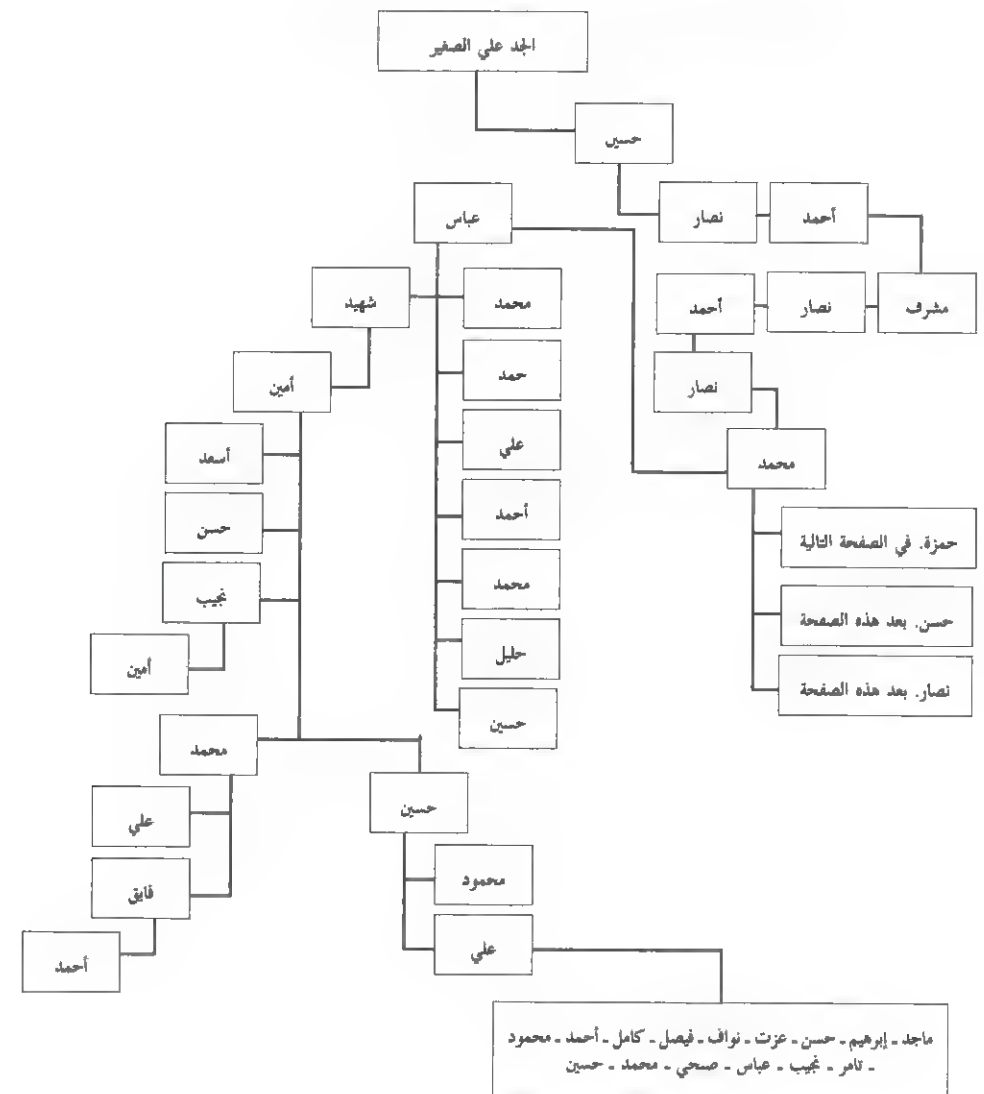 الجد علي الصغير
حسين
عباس
نصار
أحمد
شهيد
محمد
أحمد
نصار
مشرف
أمين
حمد
نصار
أسعد
علي
محمد
حسن
أحمد
حمزة. في الصفحة التالية
نجيب
محمد
حسن. بعد هذه الصفحة
أمين
خليل
نصار. بعد هذه الصفحة
محمد
حسين
علي
حسين
فايق
محمود
أحمد
علي
ماجد ـ إبرهيم ـ حسن ـ عزت ـ نواف ـ فيصل ـ كامل ـ أحمد ـ محمود
ـ تامر ـ نجيب ـ عباس ـ صبحي ـ محمد ـ حسين